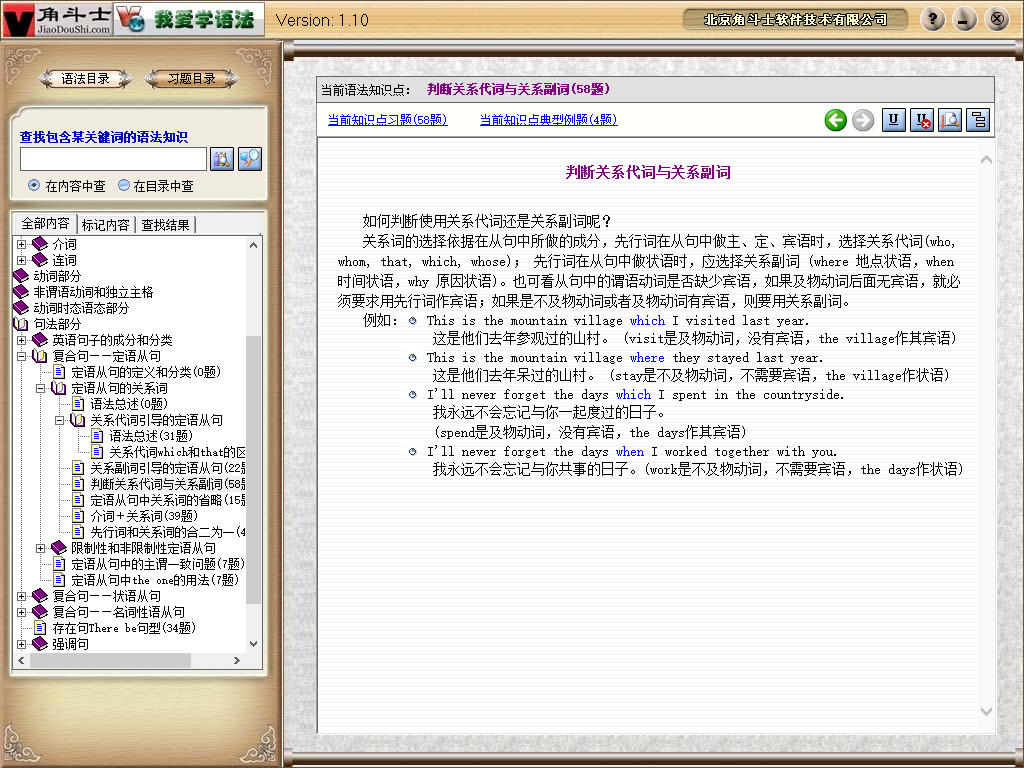 角斗士
JiaoDouShi.com
我爱学语法
Version: 1.10
北京角斗士软件技术有限公司
语法目录
习题目录
查找包含某关键词的语法知识
在内容中查
在目录中查
全部内容
标记内容
查找结果
介词
连词
动词部分
非谓语动词和独立主格
动词时态语态部分
句法部分
英语句子的成分和分类
复合句——定语从句
定语从句的定义和分类(0题)
定语从句的关系词
语法总述(0题)
关系代词引导的定语从句
语法总述(31题)
关系代词which和that的区
关系副词引导的定语从句(22题
判断关系代词与关系副词(58题
定语从句中关系词的省略(15题
介词＋关系词(39题)
先行词和关系词的合二为一(4
限制性和非限制性定语从句
定语从句中的主谓一致问题(7题)
定语从句中the one的用法(7题)
复合句——状语从句
复合句——名词性语从句
存在句There be句型(34题)
强调句
当前语法知识点： 判断关系代词与关系副词(58题)
当前知识点习题(58题)
当前知识点典型例题(4题)
U
U
判断关系代词与关系副词
如何判断使用关系代词还是关系副词呢？
关系词的选择依据在从句中所做的成分，先行词在从句中做主、定、宾语时，选择关系代词(who,
whom, that, which, whose)； 先行词在从句中做状语时，应选择关系副词 (where 地点状语，when
时间状语，why 原因状语)。也可看从句中的谓语动词是否缺少宾语，如果及物动词后面无宾语，就必
须要求用先行词作宾语；如果是不及物动词或者及物动词有宾语，则要用关系副词。
例如： This is the mountain village which I visited last year.
这是他们去年参观过的山村。 (visit是及物动词，没有宾语，the village作其宾语)
This is the mountain village where they stayed last year.
这是他们去年呆过的山村。 (stay是不及物动词，不需要宾语，the village作状语)
I'll never forget the days which I spent in the countryside.
我永远不会忘记与你一起度过的日子。
(spend是及物动词，没有宾语，the days作其宾语)
I'll never forget the days when I worked together with you.
我永远不会忘记与你共事的日子。(work是不及物动词，不需要宾语，the days作状语)